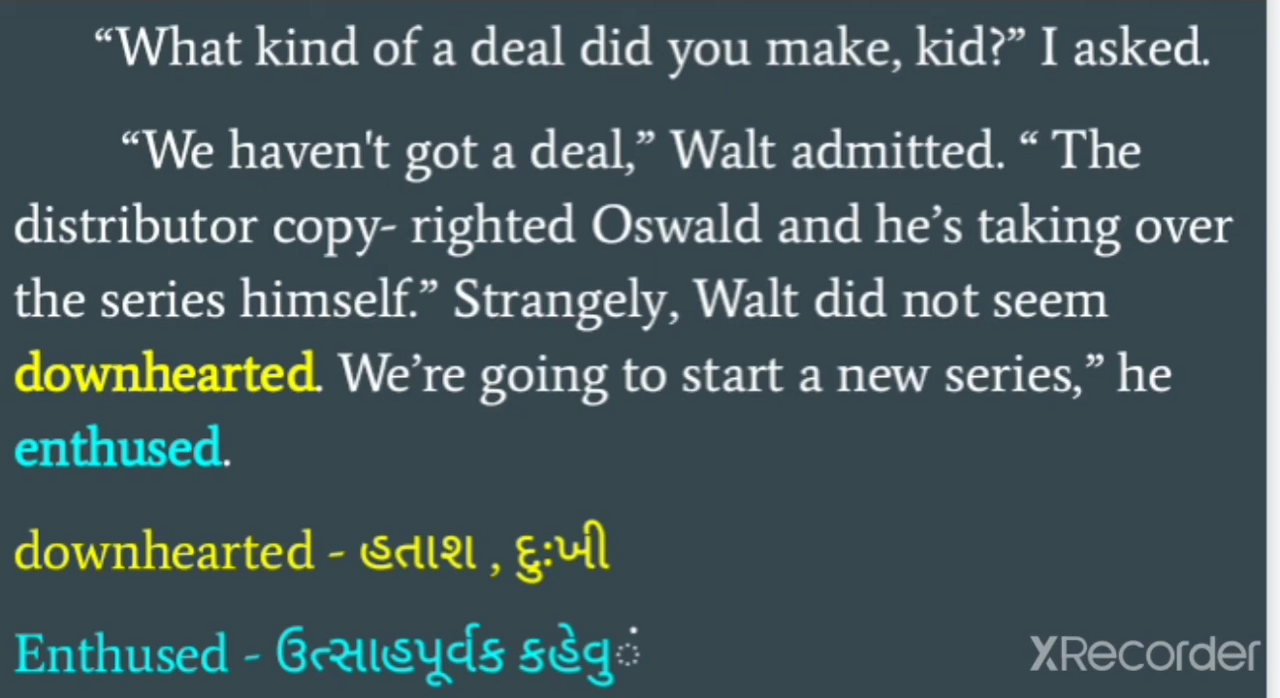 “What kind of a deal did you make, kid?” I asked.
“We haven't got a deal,” Walt admitted. “ The
distributor copy- righted Oswald and he’s taking over
the series himself.” Strangely, Walt did not seem
downhearted. We’re going to start a new series,” he
enthused.
downhearted - હતાશ , દુઃખી
Enthused - ઉત્સાહપૂર્વક કહેવુ ં
XRecorder